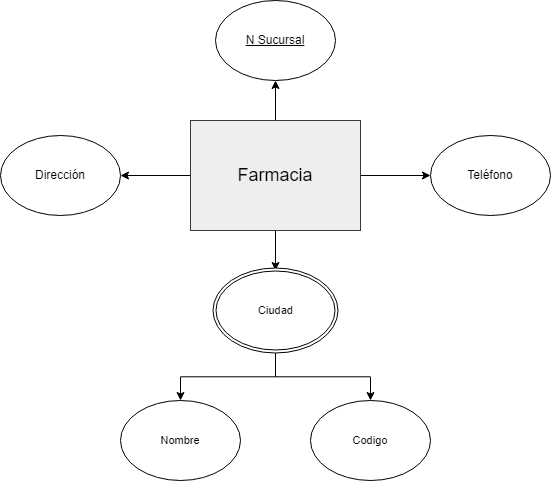 N Sucursal
Dirección
Farmacia
Teléfono
Ciudad
Nombre
Codigo